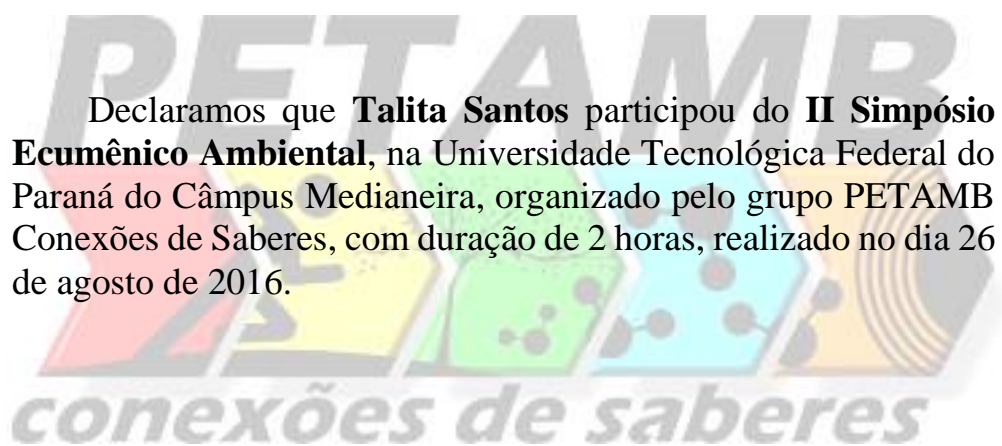 PETAMB
Declaramos que Talita Santos participou do II Simpósio
Ecumênico Ambiental, na Universidade Tecnológica Federal do
Paraná do Câmpus Medianeira, organizado pelo grupo PETAMB
Conexões de Saberes, com duração de 2 horas, realizado no dia 26
de agosto de 2016.
conexões de saberes